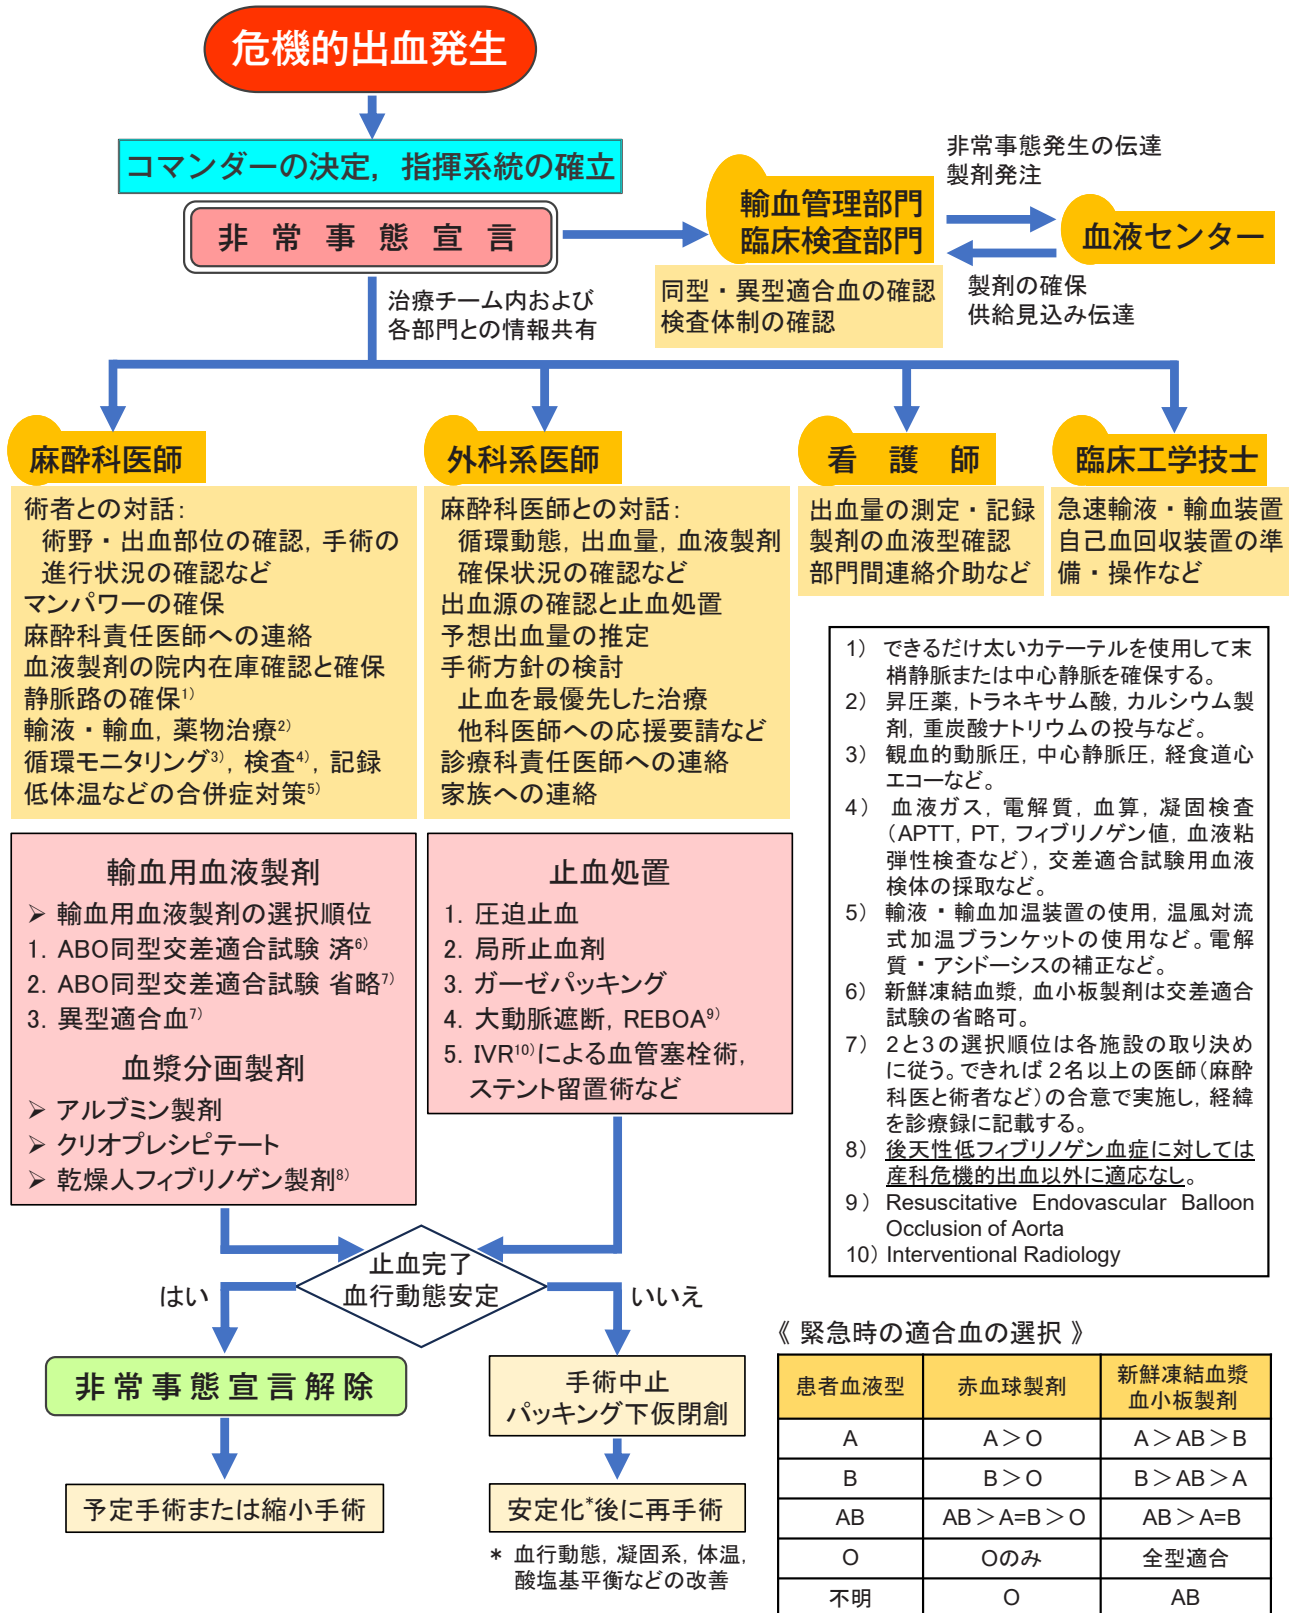 危機的出血発生
コマンダーの決定，指揮系統の確立
非常事態宣言
治療チーム内および
各部門との情報共有
輸血管理部門
臨床検査部門
同型・異型適合血の確認
検査体制の確認
非常事態発生の伝達
製剤発注
血液センター
製剤の確保
供給見込み伝達
麻酔科医師
術者との対話：
術野・出血部位の確認，手術の
進行状況の確認など
マンパワーの確保
麻酔科責任医師への連絡
血液製剤の院内在庫確認と確保
静脈路の確保1）
輸液・輸血，薬物治療2）
循環モニタリング3），検査4），記録
低体温などの合併症対策5）
外科系医師
麻酔科医師との対話：
循環動態，出血量，血液製剤
確保状況の確認など
出血源の確認と止血処置
予想出血量の推定
手術方針の検討
止血を最優先した治療
他科医師への応援要請など
診療科責任医師への連絡
家族への連絡
看護師
出血量の測定・記録
製剤の血液型確認
部門間連絡介助など
臨床工学技士
急速輸液・輸血装置
自己血回収装置の準
備・操作など
輸血用血液製剤
➢ 輸血用血液製剤の選択順位
1. ABO同型交差適合試験 済6）
2. ABO同型交差適合試験 省略7）
3. 異型適合血7）
血漿分画製剤
➢ アルブミン製剤
➢ クリオプレシピテート
➢ 乾燥人フィブリノゲン製剤8）
止血処置
1. 圧迫止血
2. 局所止血剤
3. ガーゼパッキング
4. 大動脈遮断，REBOA9）
5. IVR10）による血管塞栓術，
ステント留置術など
1） できるだけ太いカテーテルを使用して末
梢静脈または中心静脈を確保する。
2） 昇圧薬，トラネキサム酸，カルシウム製
剤，重炭酸ナトリウムの投与など。
3） 観血的動脈圧，中心静脈圧，経食道心
エコーなど。
4） 血液ガス，電解質，血算，凝固検査
（APTT，PT，フィブリノゲン値，血液粘
弾性検査など），交差適合試験用血液
検体の採取など。
5） 輸液・輸血加温装置の使用，温風対流
式加温ブランケットの使用など。電解
質・アシドーシスの補正など。
6） 新鮮凍結血漿，血小板製剤は交差適合
試験の省略可。
7） 2と3の選択順位は各施設の取り決め
に従う。できれば2名以上の医師（麻酔
科医と術者など）の合意で実施し，経緯
を診療録に記載する。
8） 後天性低フィブリノゲン血症に対しては
産科危機的出血以外に適応なし。
9） Resuscitative Endovascular Balloon
Occlusion of Aorta
10） Interventional Radiology
止血完了
血行動態安定
はい
いいえ
非常事態宣言解除
予定手術または縮小手術
手術中止
パッキング下仮閉創
安定化*後に再手術
* 血行動態，凝固系，体温，
酸塩基平衡などの改善
《 緊急時の適合血の選択 》
患者血液型 赤血球製剤 新鮮凍結血漿
血小板製剤
A A＞O A＞AB＞B
B B＞O B＞AB＞A
AB AB＞A=B＞O AB＞A=B
O Oのみ 全型適合
不明 O AB